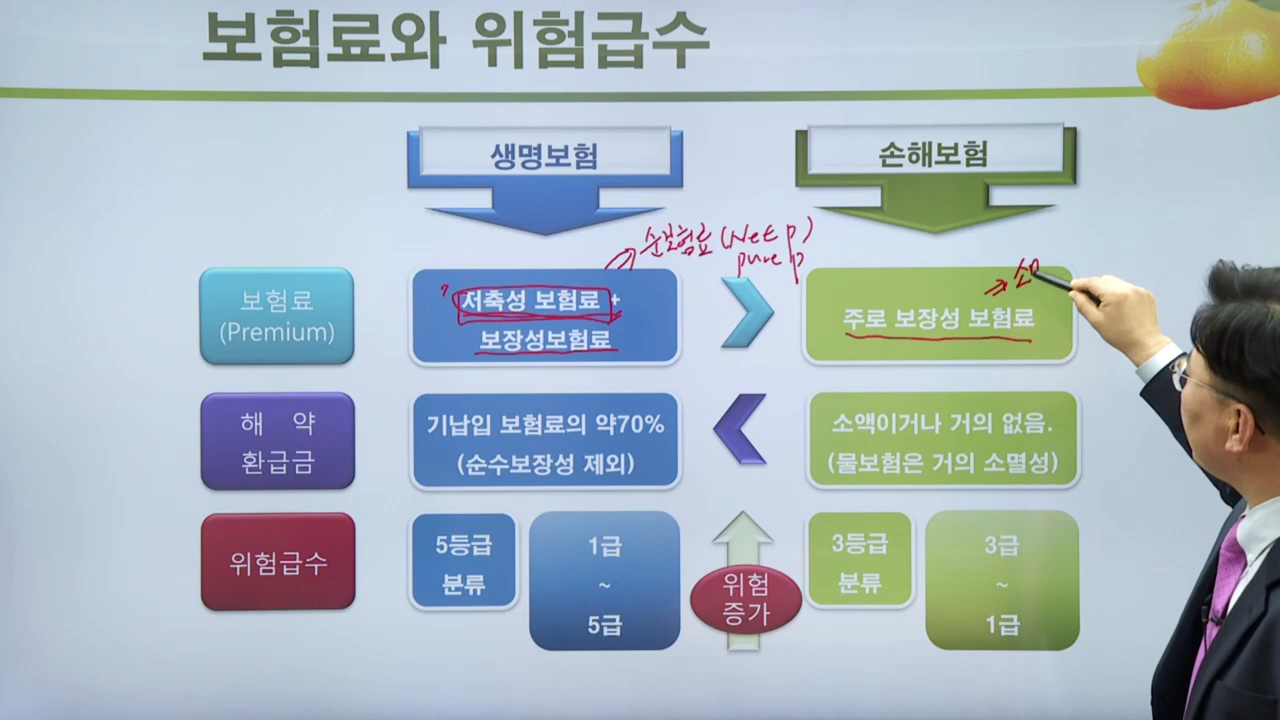 보험료와 위험급수
생명보험
손해보험
순보험료 (Net p)
pure p
보험료
(Premium)
저축성 보험료 +
보장성보험료
주로 보장성 보험료
해 약
환급금
기납입 보험료의 약70%
(순수보장성 제외)
소액이거나 거의 없음.
(물보험은 거의 소멸성)
위험급수
5등급
분류
1급
~
5급
위험
증가
3등급
분류
3급
~
1급